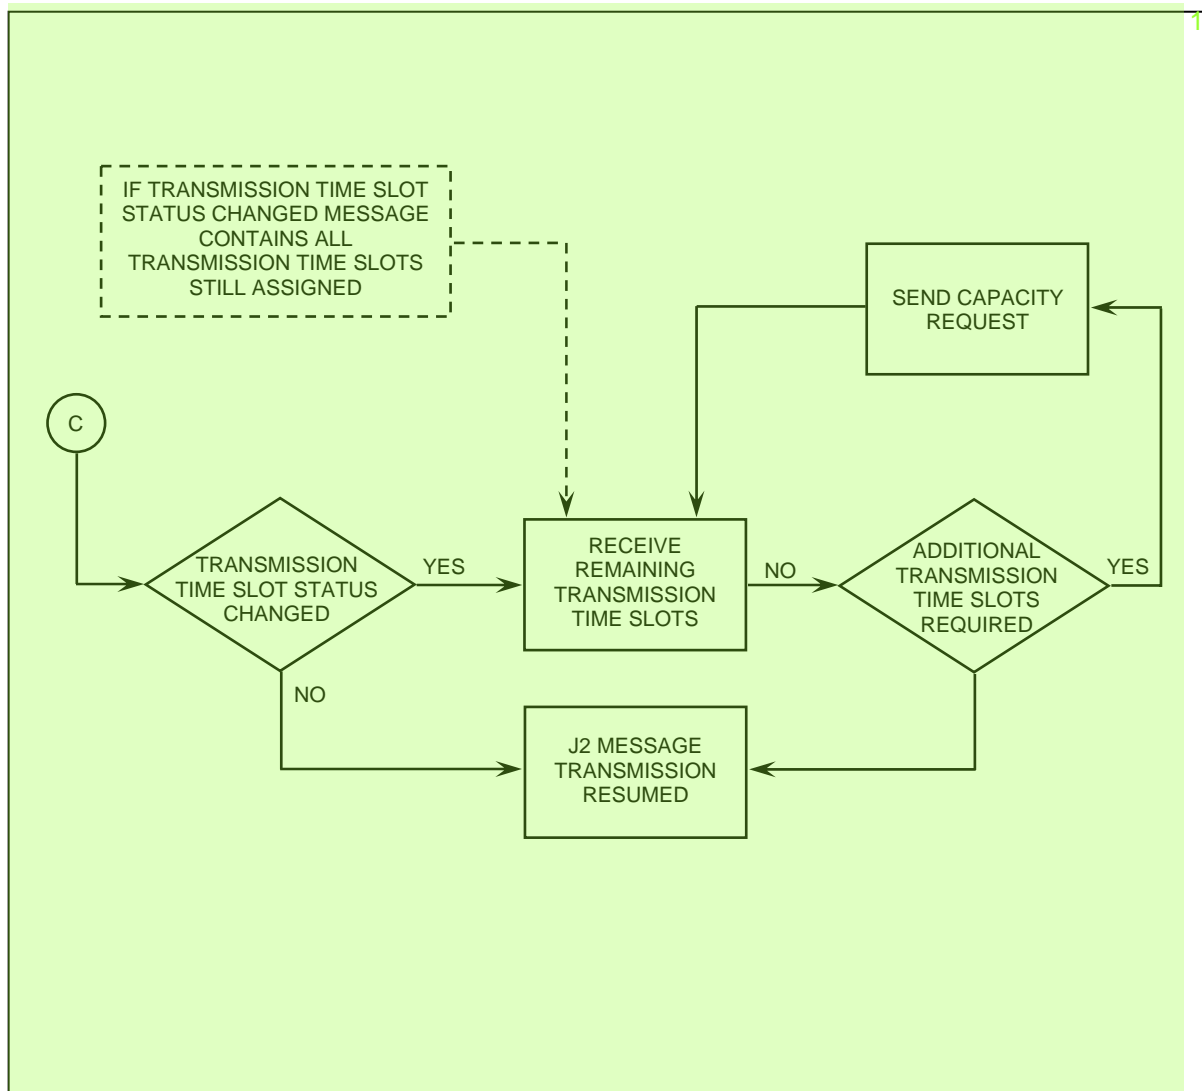 1
IF TRANSMISSION TIME SLOT
STATUS CHANGED MESSAGE
CONTAINS ALL
TRANSMISSION TIME SLOTS
STILL ASSIGNED
SEND CAPACITY
REQUEST
C
TRANSMISSION
TIME SLOT STATUS
CHANGED
YES
RECEIVE
REMAINING
TRANSMISSION
TIME SLOTS
NO
ADDITIONAL
TRANSMISSION
TIME SLOTS
REQUIRED
YES
NO
J2 MESSAGE
TRANSMISSION
RESUMED